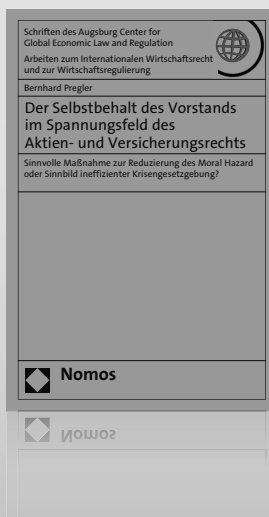 Schriften des Augsburg Center for
Global Economic Law and Regulation
Arbeiten zum Internationalen Wirtschaftsrecht
und zur Wirtschaftsregulierung
Bernhard Pregler
Der Selbstbehalt des Vorstands
im Spannungsfeld des
Aktien- und Versicherungsrechts
Sinnvolle Maßnahme zur Reduzierung des Moral Hazard
oder Sinnbild ineffizienter Krisengesetzgebung?
Nomos
Nomos